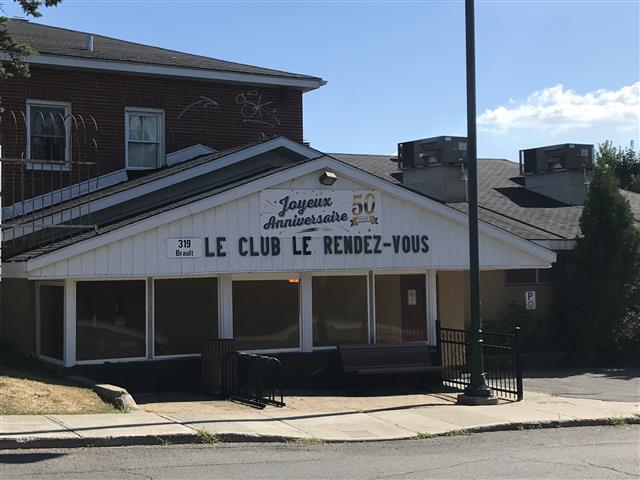 Joyeux
Anniversaire
50
319
Brault
LE CLUB LE RENDEZ-VOUS
P